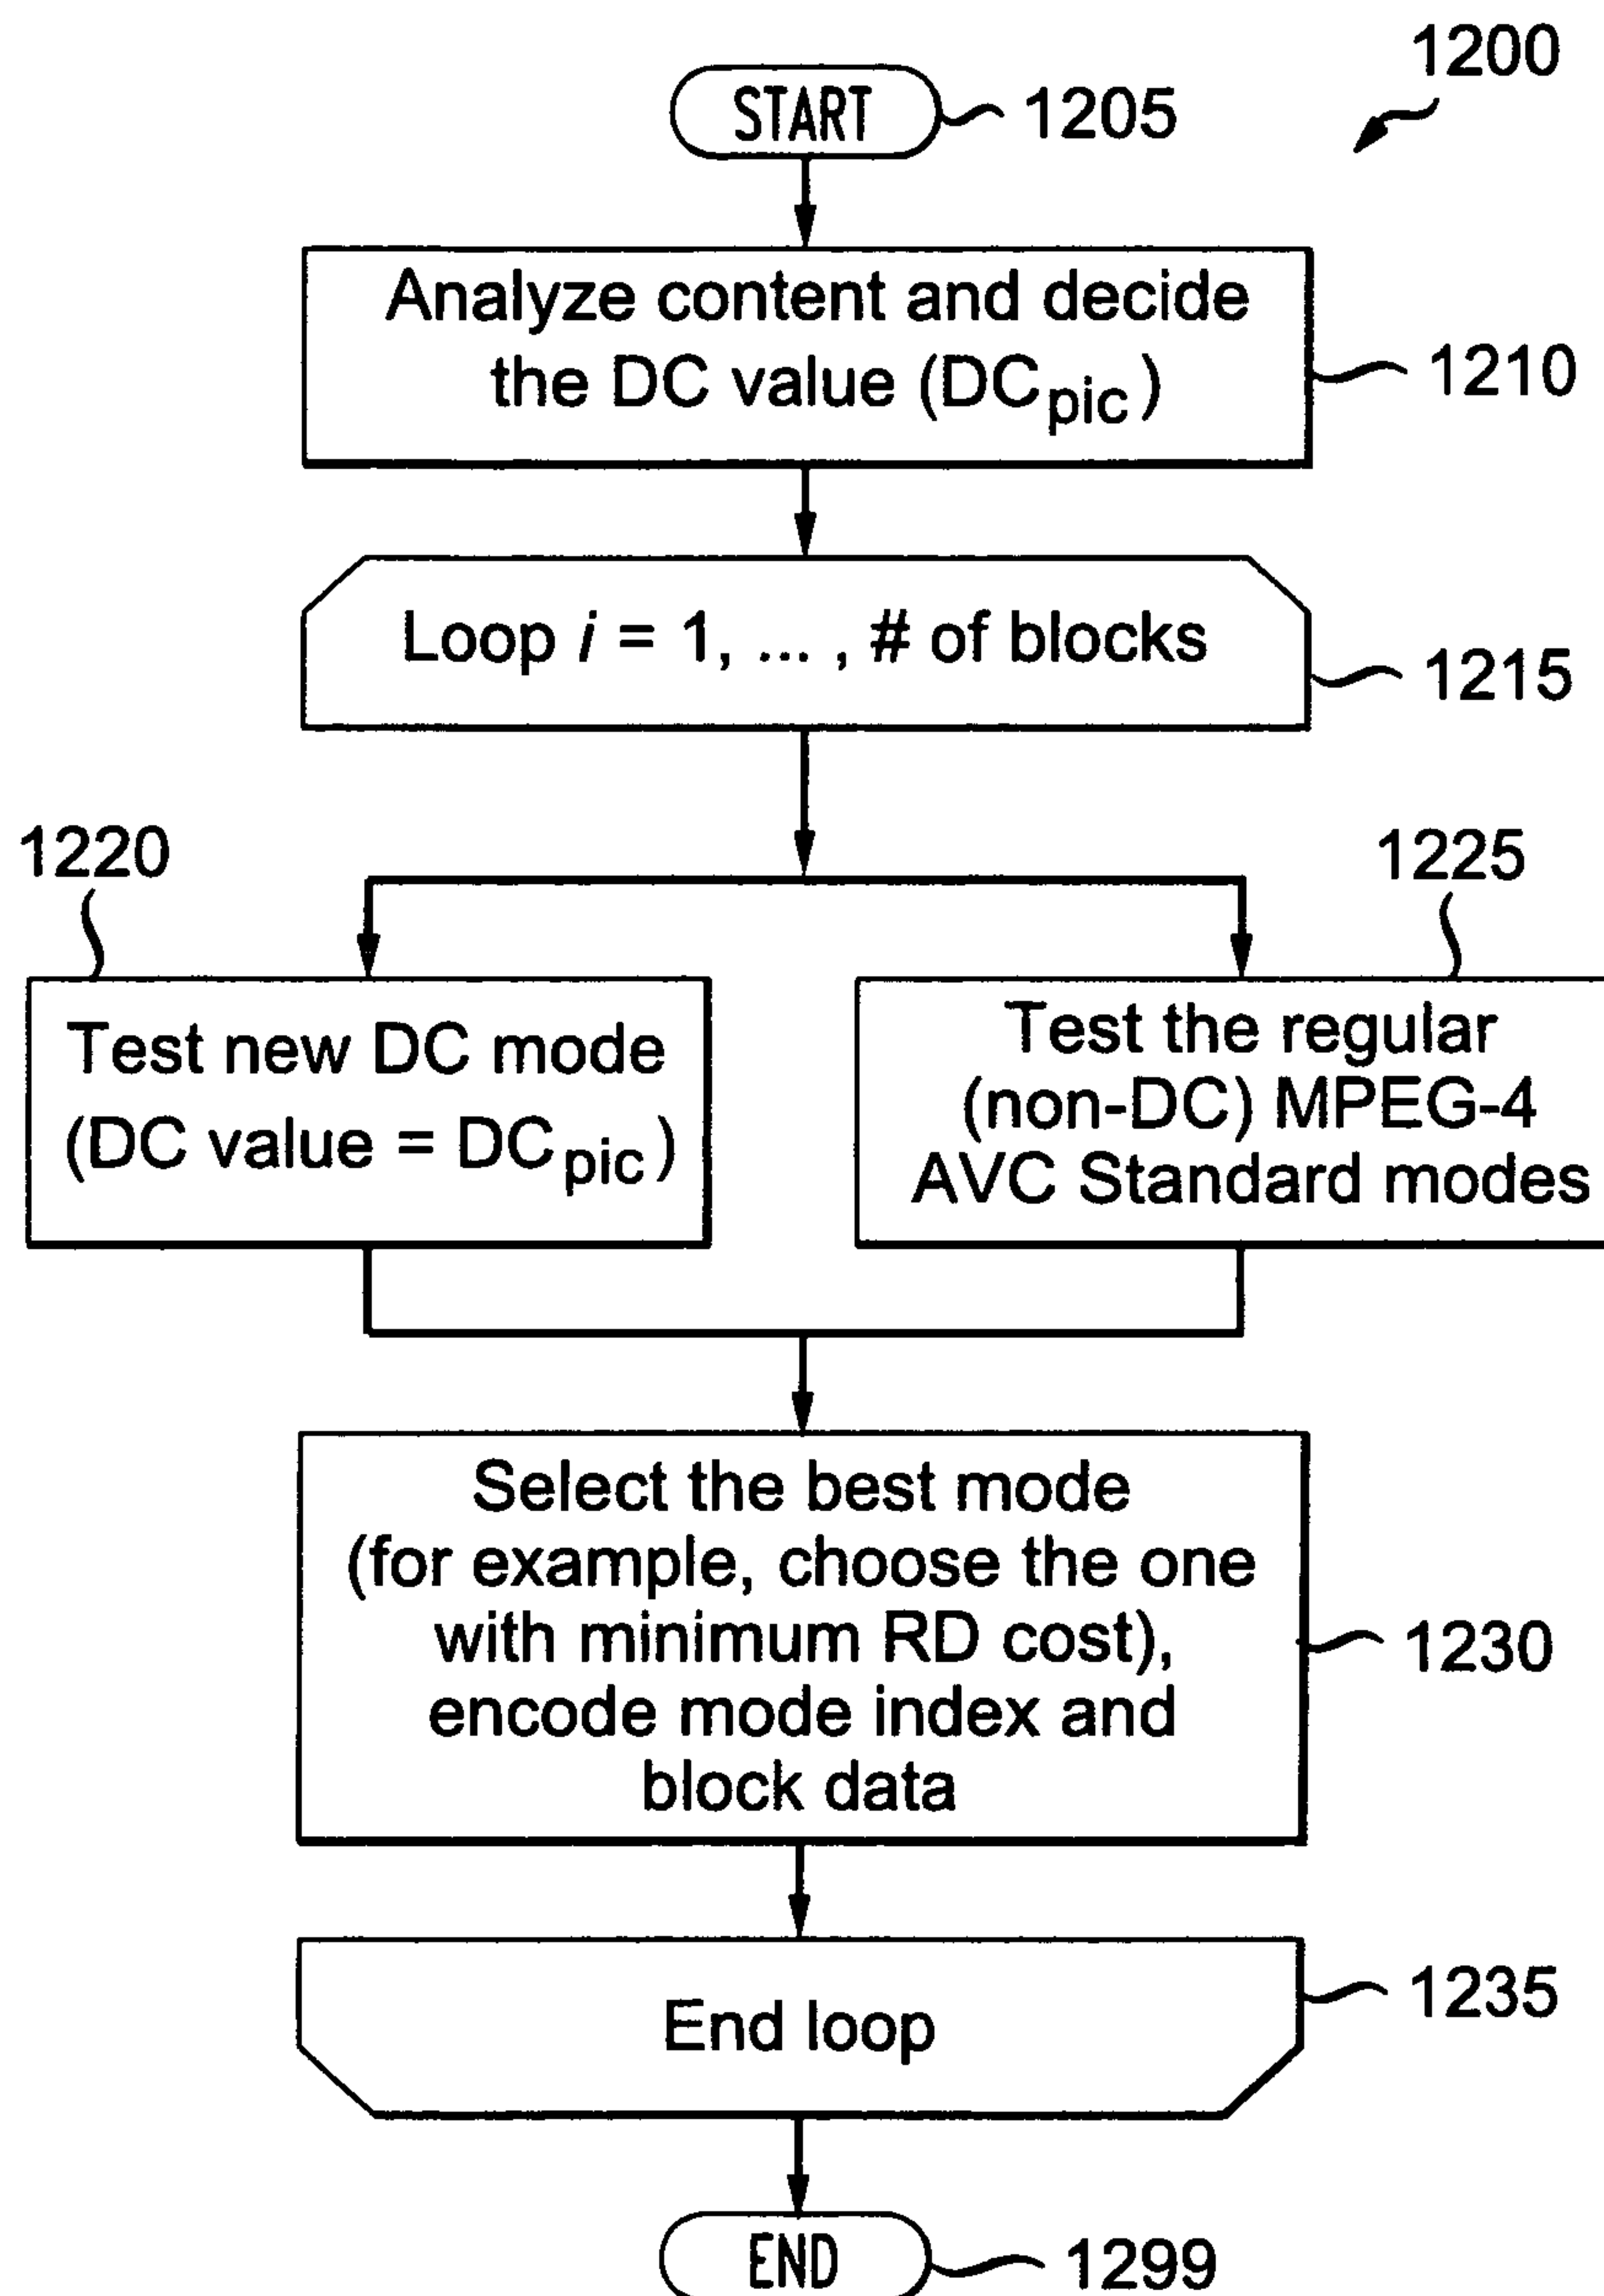 1200
START
1205
Analyze content and decide
the DC value (DCpic)
1210
Loop i = 1, ... , # of blocks
1215
1220
1225
Test new DC mode
(DC value = DCpic)
Test the regular
(non-DC) MPEG-4
AVC Standard modes
Select the best mode
(for example, choose the one
with minimum RD cost),
encode mode index and
block data
1230
End loop
1235
END
1299